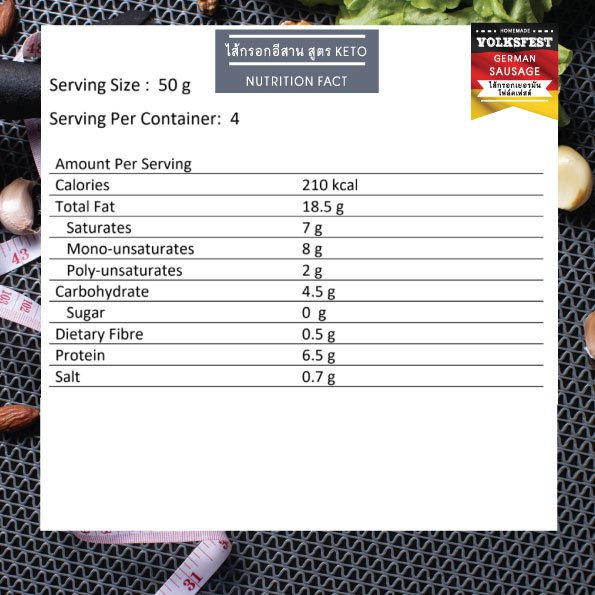 ไส้กรอกอีสาน สูตร KETO
NUTRITION FACT
HOMEMADE
VOLKSFEST
GERMAN
SAUSAGE
ไส้กรอกเยอรมัน
โฟล์คเฟสต์
Serving Size : 50 g
Serving Per Container: 4
Amount Per Serving
Calories 210 kcal
Total Fat 18.5 g
Saturates 7 g
Mono-unsaturates 8 g
Poly-unsaturates 2 g
Carbohydrate 4.5 g
Sugar 0 g
Dietary Fibre 0.5 g
Protein 6.5 g
Salt 0.7 g
43
103
102
31